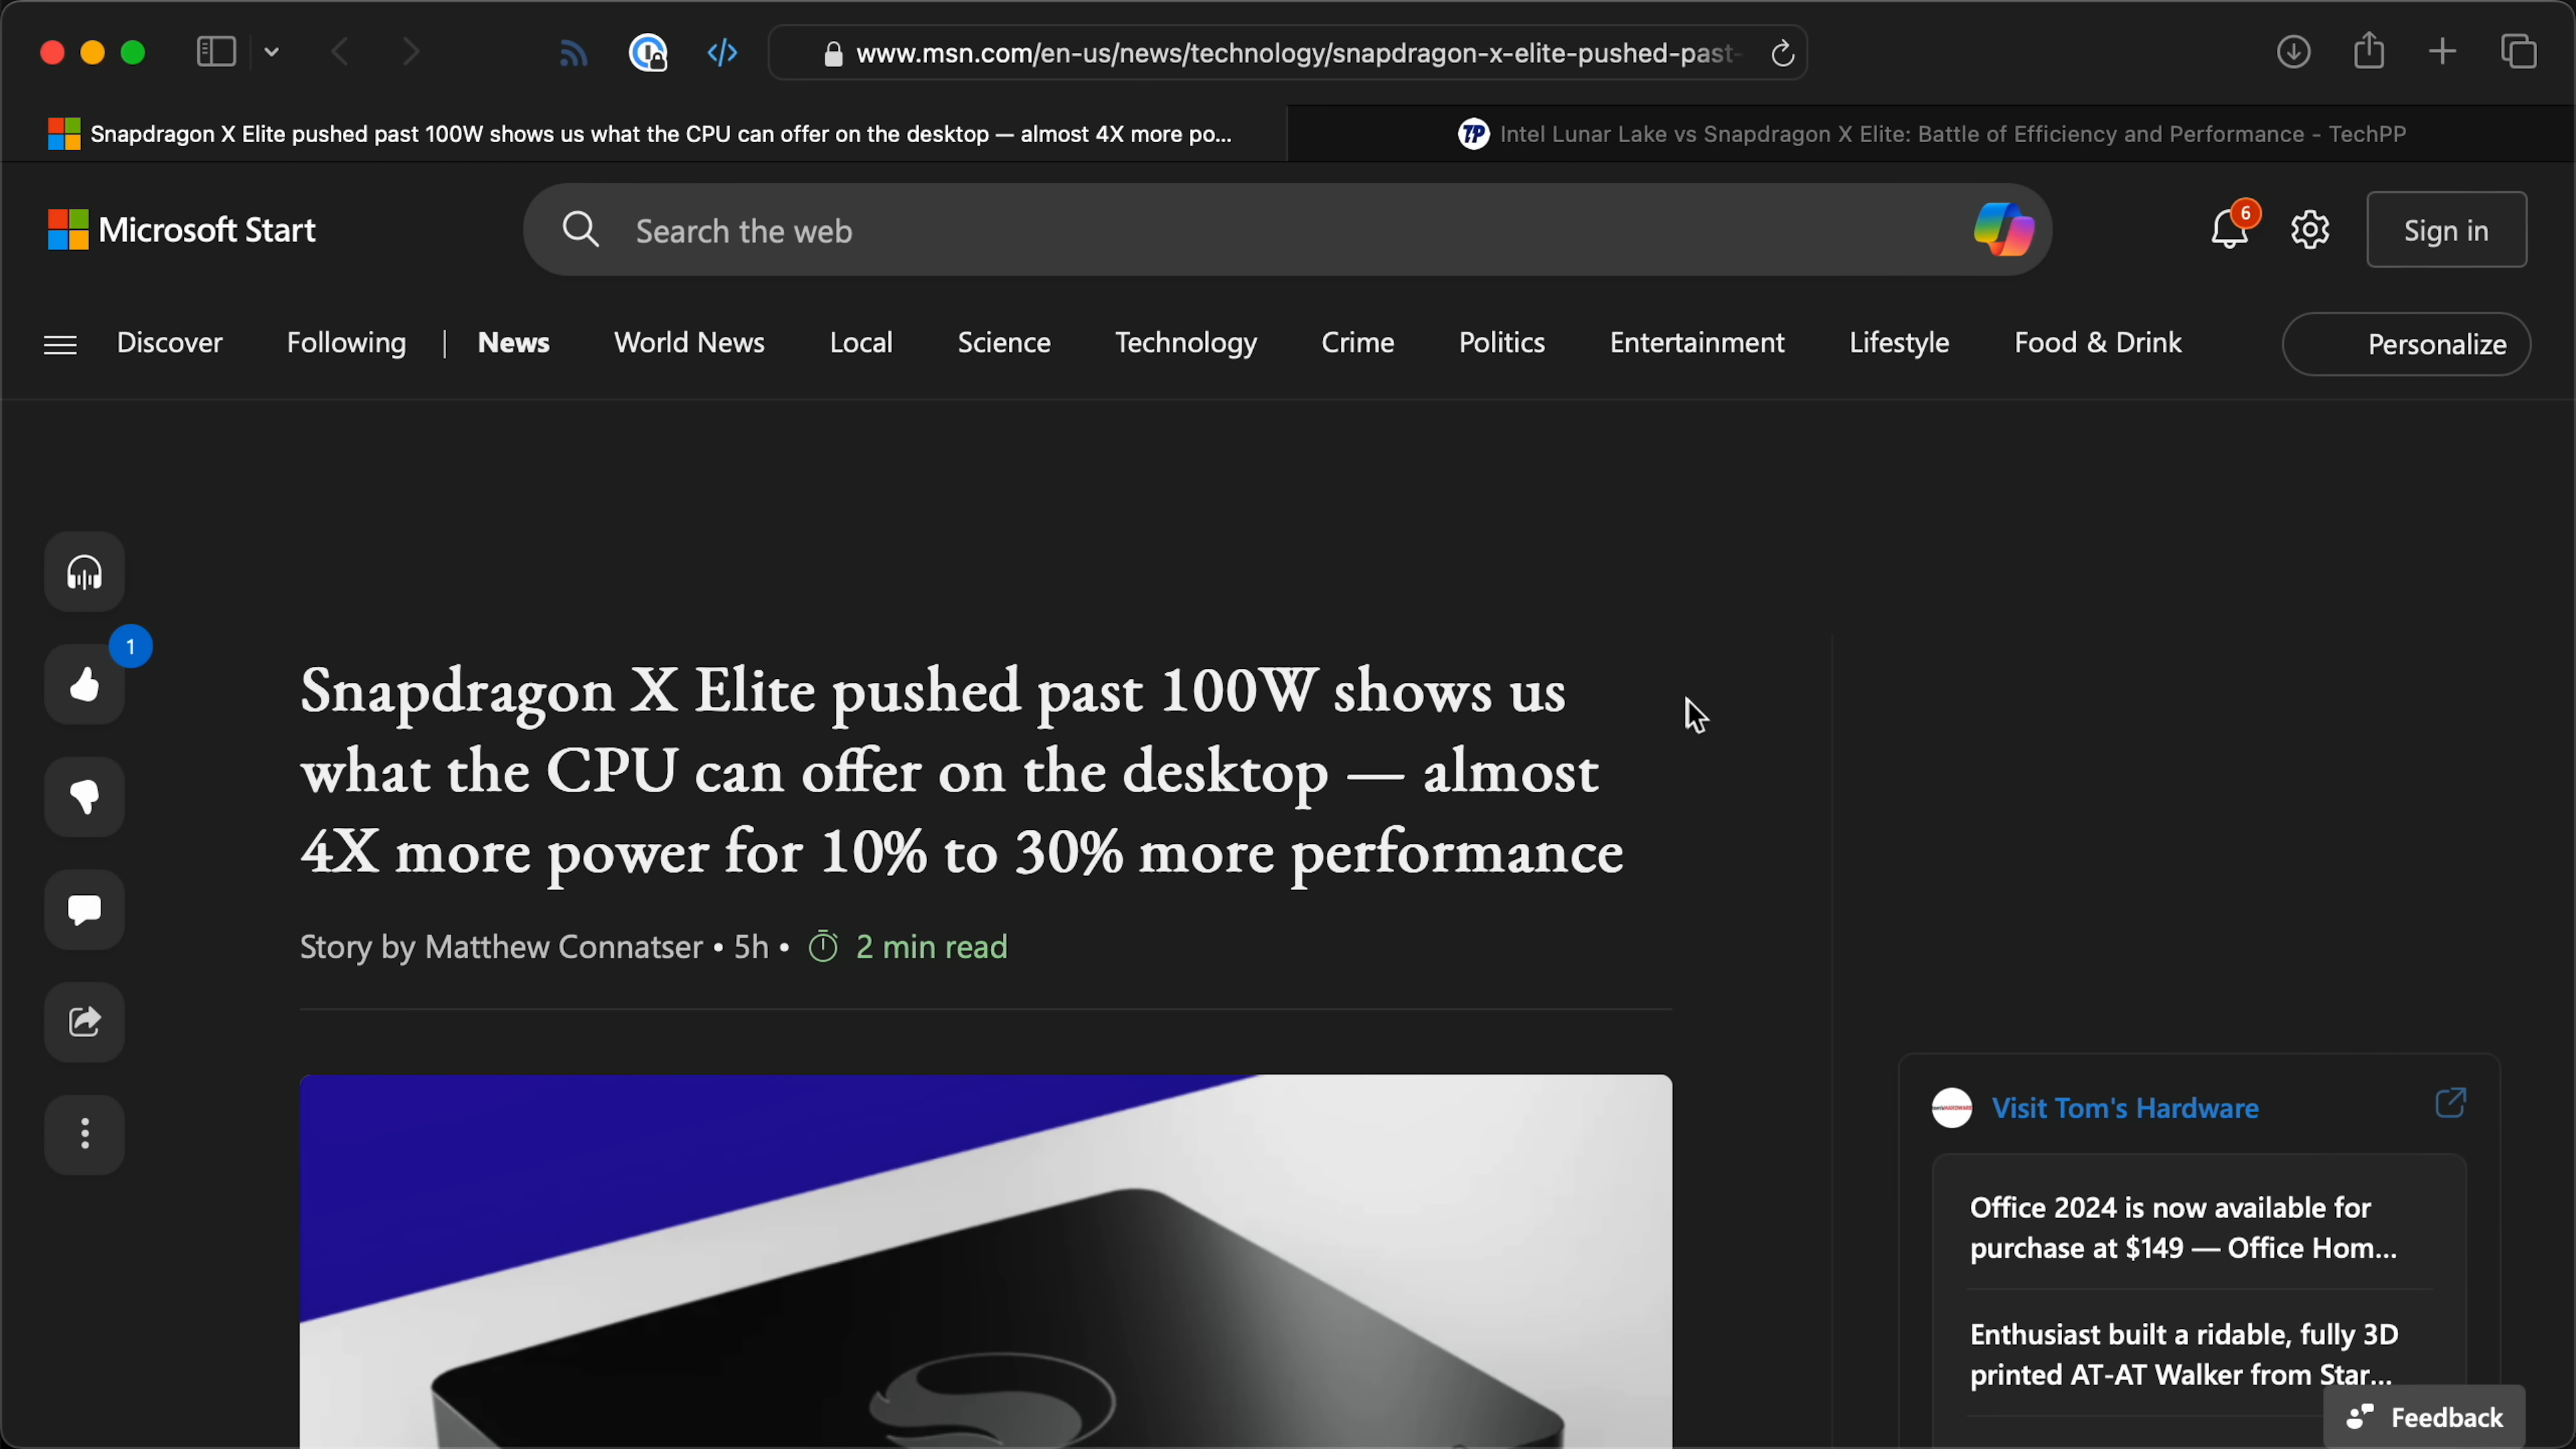 www.msn.com/en-us/news/technology/snapdragon-x-elite-pushed-past-
Snapdragon X Elite pushed past 100W shows us what the CPU can offer on the desktop — almost 4X more po...
Intel Lunar Lake vs Snapdragon X Elite: Battle of Efficiency and Performance - TechPP
Microsoft Start
Search the web
6
Sign in
Discover
Following
News
World News
Local
Science
Technology
Crime
Politics
Entertainment
Lifestyle
Food & Drink
Personalize
1
Snapdragon X Elite pushed past 100W shows us
what the CPU can offer on the desktop — almost
4X more power for 10% to 30% more performance
Story by Matthew Connatser • 5h • 2 min read
Visit Tom's Hardware
Office 2024 is now available for
purchase at $149 — Office Hom...
Enthusiast built a ridable, fully 3D
printed AT-AT Walker from Star...
Feedback